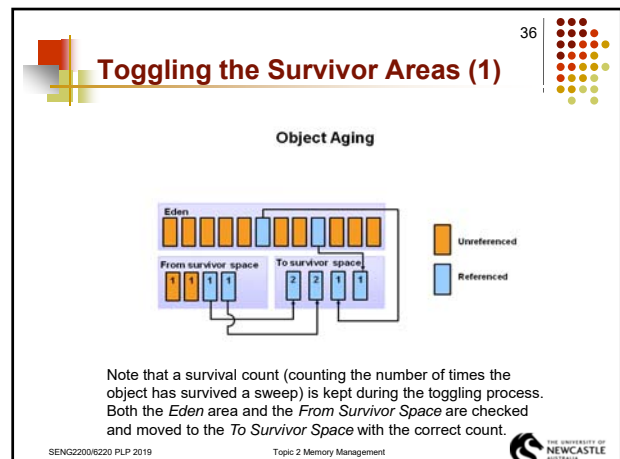 36
Toggling the Survivor Areas (1)
Object Aging
Eden
From survivor space
1 1 1 1
To survivor space
2 2 1 1
Unreferenced
Referenced
Note that a survival count (counting the number of times the
object has survived a sweep) is kept during the toggling process.
Both the Eden area and the From Survivor Space are checked
and moved to the To Survivor Space with the correct count.
SENG2200/6220 PLP 2019
Topic 2 Memory Management
THE UNIVERSITY OF
NEWCASTLE
AUSTRALIA